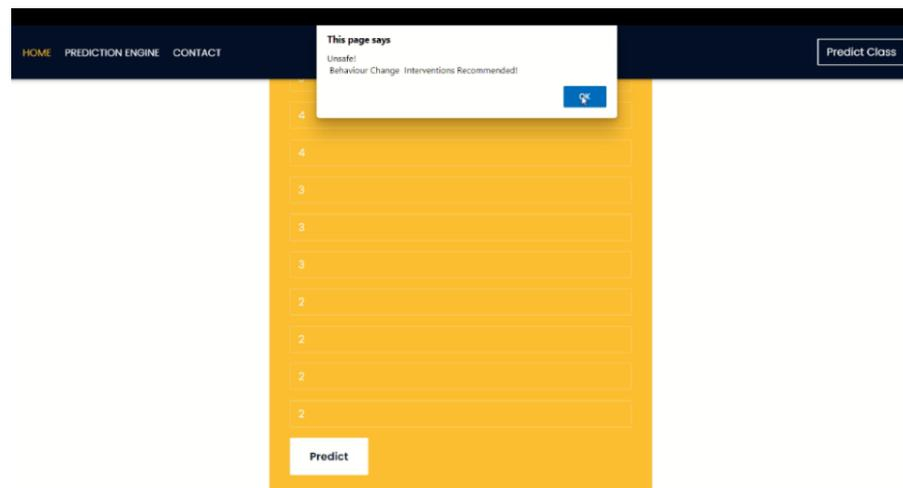 HOME PREDICTION ENGINE CONTACT
Predict Class
This page says
Unsafe!
Behaviour Change Interventions Recommended!
OK
4
4
3
3
3
2
2
2
2
Predict